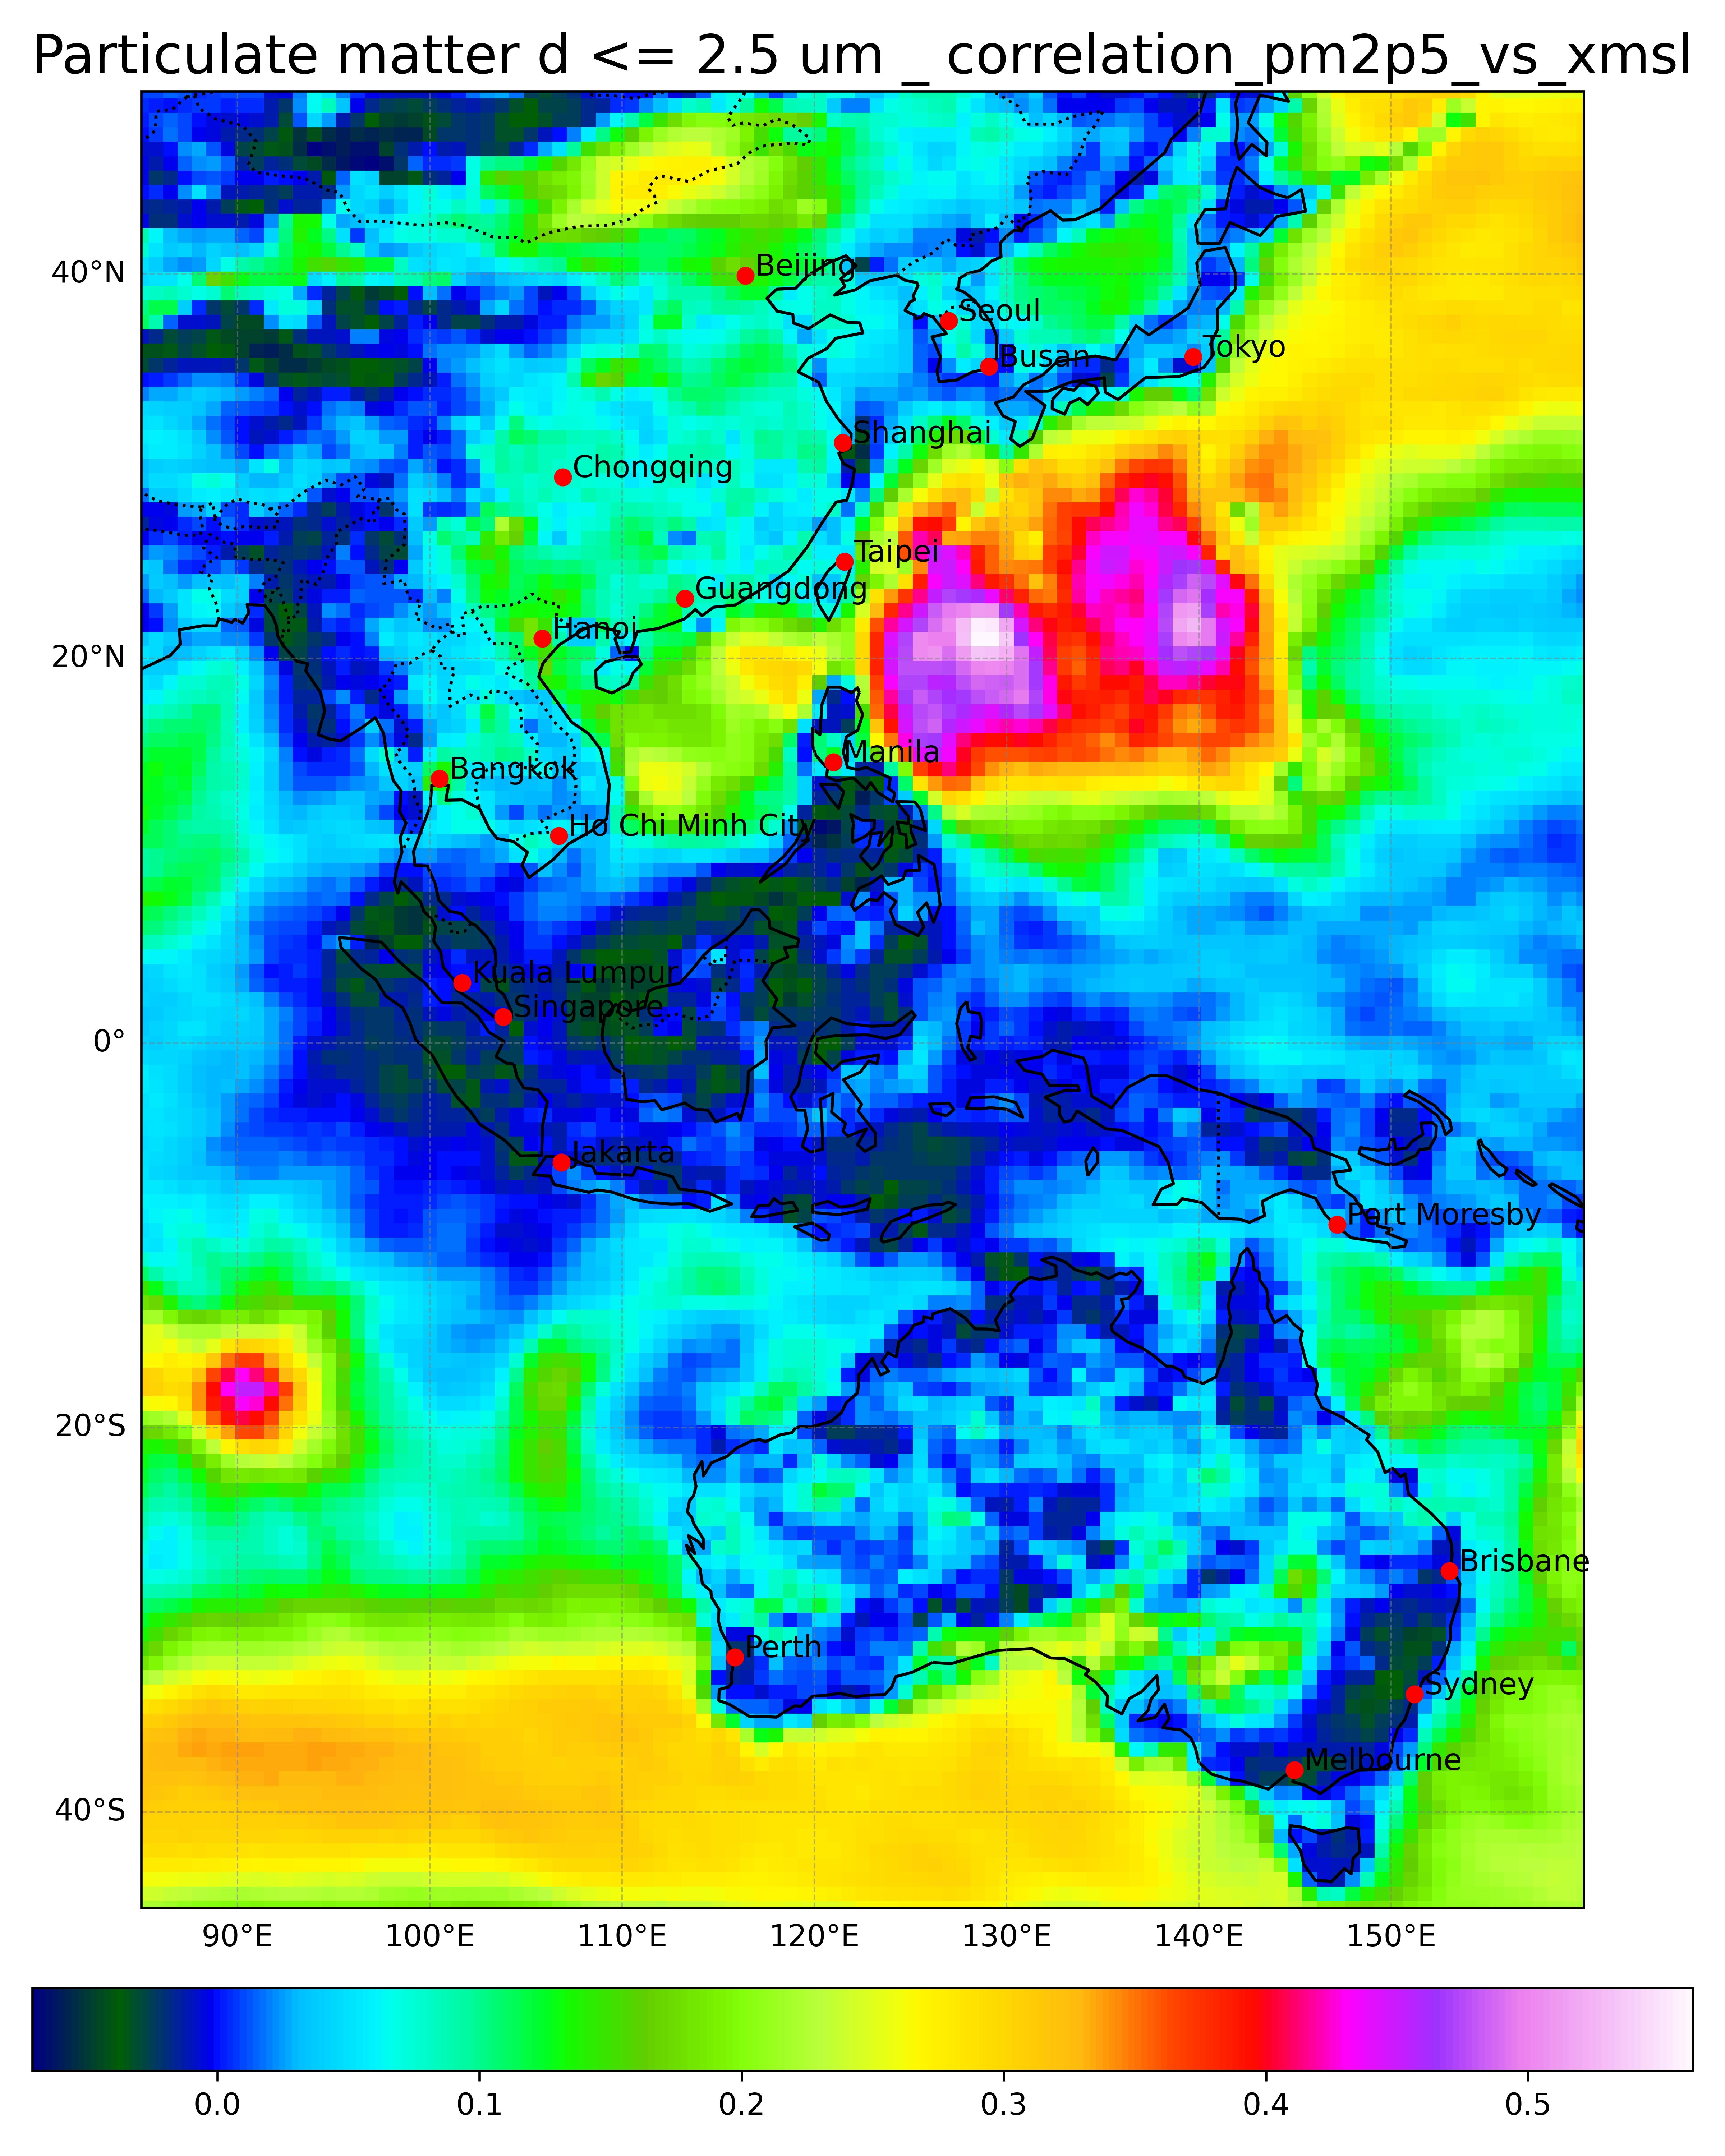 Particulate matter d <= 2.5 um _ correlation_pm2p5_vs_xmsl
40°N
20°N
0°
20°S
40°S
Beijing
Seoul
Busan
Tokyo
Shanghai
Chongqing
Taipei
Guangdong
Hanoi
Manila
Bangkok
Ho Chi Minh City
Kuala Lumpur
Singapore
Jakarta
Port Moresby
Brisbane
Perth
Sydney
Melbourne
90°E 100°E 110°E 120°E 130°E 140°E 150°E
0.0 0.1 0.2 0.3 0.4 0.5